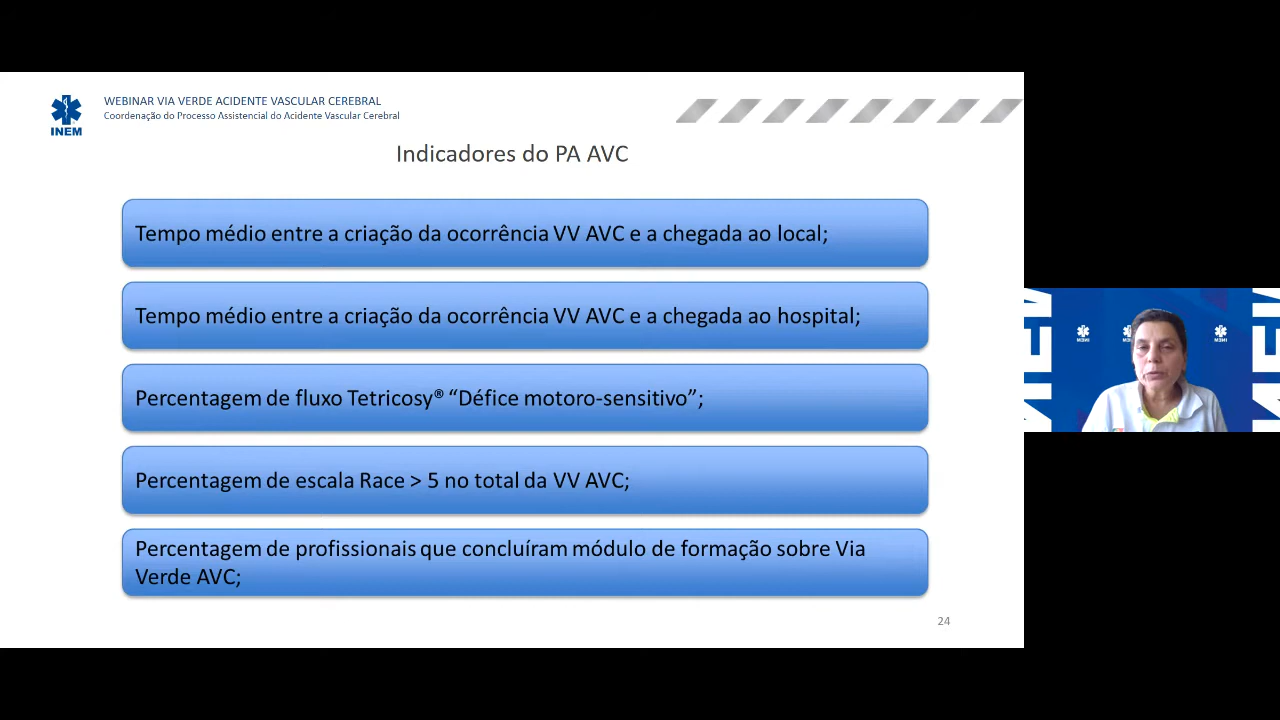 WEBINAR VIA VERDE ACIDENTE VASCULAR CEREBRAL
Coordenação do Processo Assistencial do Acidente Vascular Cerebral
INEM
Indicadores do PA AVC
Tempo médio entre a criação da ocorrência VV AVC e a chegada ao local;
Tempo médio entre a criação da ocorrência VV AVC e a chegada ao hospital;
Percentagem de fluxo Tetricosy® “Défice motoro-sensitivo”;
Percentagem de escala Race > 5 no total da VV AVC;
Percentagem de profissionais que concluíram módulo de formação sobre Via
Verde AVC;
24